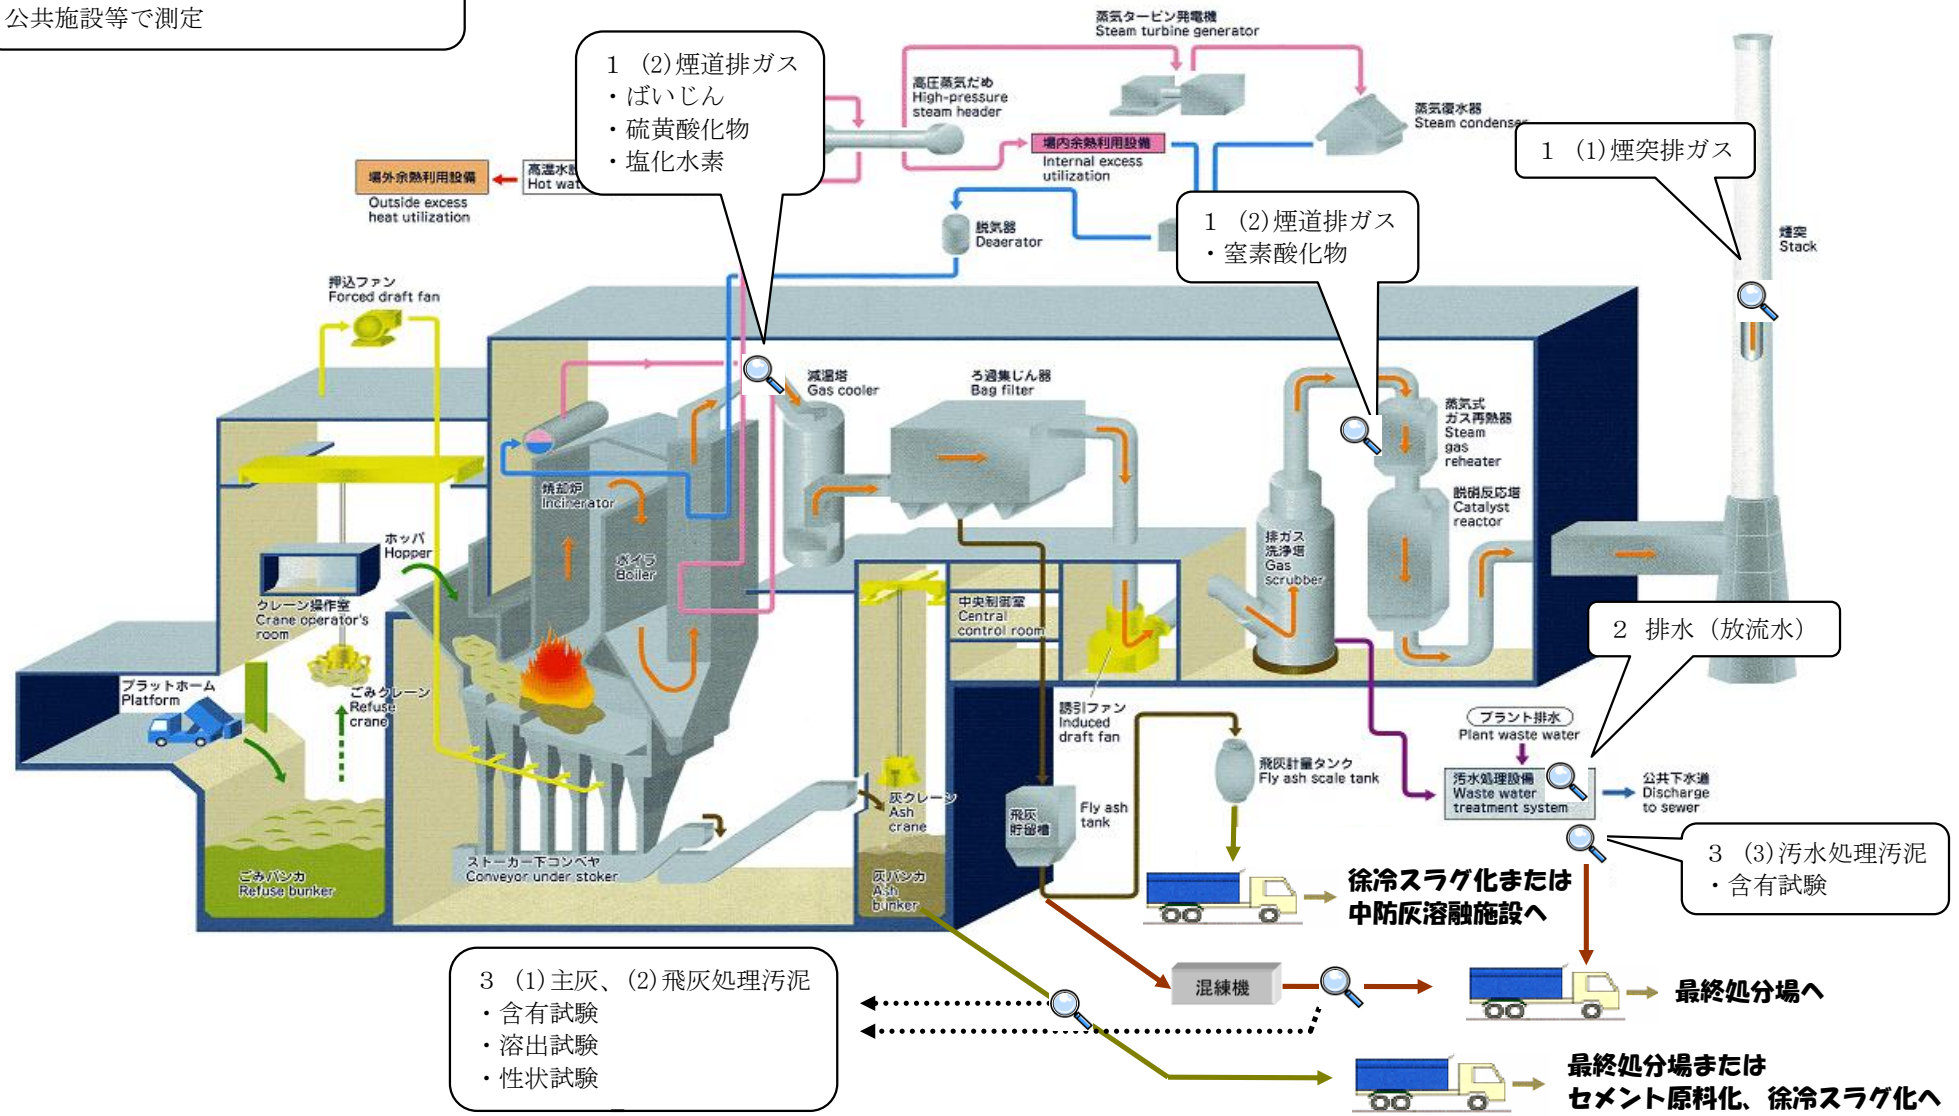 公共施設等で測定
蒸気タービン発電機
Steam turbine generator
1 (2)煙道排ガス
・ばいじん
・硫黄酸化物
・塩化水素
高圧蒸気だめ
High-pressure
steam header
蒸気復水器
Steam condenser
場内余熱利用設備
Internal excess
utilization
1 (1)煙突排ガス
場外余熱利用設備
Outside excess
heat utilization
高温水
Hot wat
脱気器
Deaerator
1 (2)煙道排ガス
・窒素酸化物
煙突
Stack
押込ファン
Forced draft fan
減温塔
Gas cooler
ろ過集じん器
Bag filter
蒸気式
ガス再熱器
Steam
gas
reheater
焼却炉
Incinerator
脱硝反応塔
Catalyst
reactor
ホッパ
Hopper
ボイラ
Boiler
排ガス
洗浄塔
Gas
scrubber
クレーン操作室
Crane operator's
room
中央制御室
Central
control room
2 排水（放流水）
プラットホーム
Platform
ごみクレーン
Refuse
crane
誘引ファン
Induced
draft fan
プラント排水
Plant waste water
飛灰計量タンク
Fly ash scale tank
汚水処理設備
Waste water
treatment system
公共下水道
Discharge
to sewer
灰クレーン
Ash
crane
飛灰
貯留槽
Fly ash
tank
ストーカー下コンベヤ
Conveyor under stoker
ごみバンカ
Refuse bunker
灰バンカ
Ash
bunker
3 (3)汚水処理汚泥
・含有試験
徐冷スラグ化または
中防灰溶融施設へ
3 (1)主灰、(2)飛灰処理汚泥
・含有試験
・溶出試験
・性状試験
混練機
最終処分場へ
最終処分場または
セメント原料化、徐冷スラグ化へ